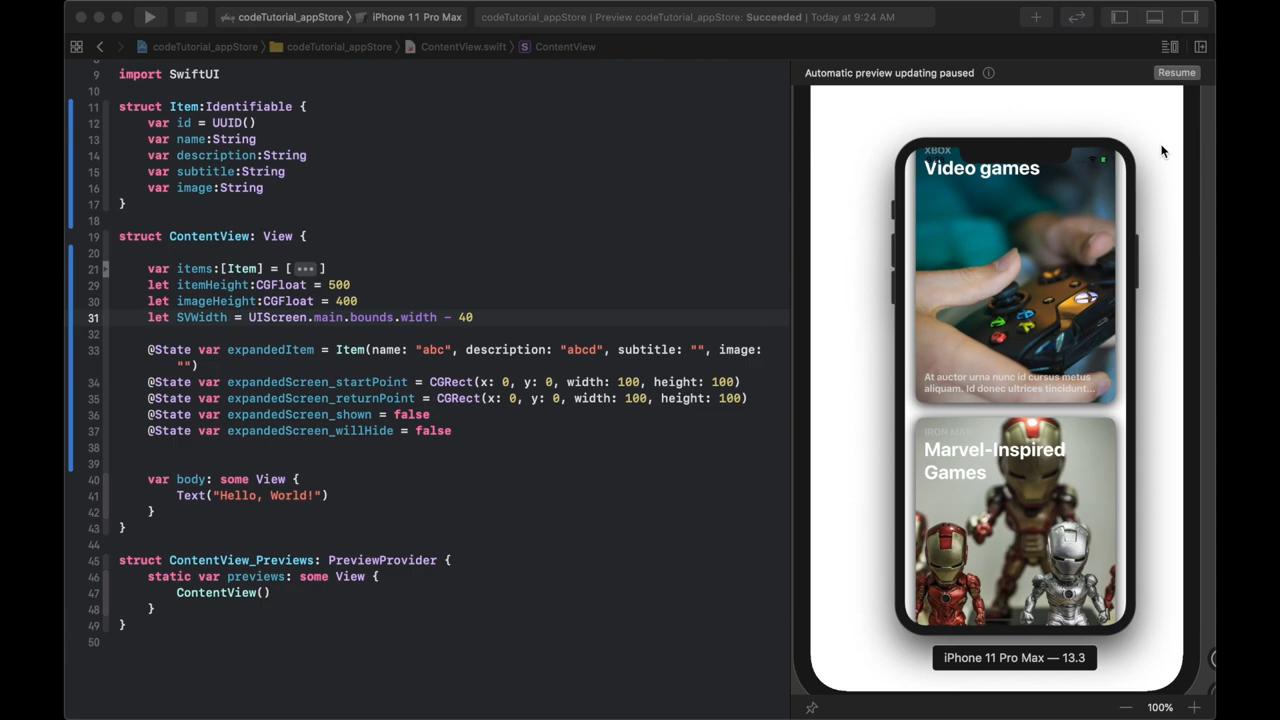 codeTutorial_appStore
iPhone 11 Pro Max
codeTutorial_appStore | Preview codeTutorial_appStore: Succeeded | Today at 9:24 AM
codeTutorial_appStore
codeTutorial_appStore
ContentView.swift
S ContentView
9 import SwiftUI
10
11 struct Item:Identifiable {
12 var id = UUID()
13 var name:String
14 var description:String
15 var subtitle:String
16 var image:String
17 }
18
19 struct ContentView: View {
20
21 var items:[Item] = [ ••• ]
29 let itemHeight:CGFloat = 500
30 let imageHeight:CGFloat = 400
31 let SVWidth = UIScreen.main.bounds.width - 40
32
33 @State var expandedItem = Item(name: "abc", description: "abcd", subtitle: "", image:
"")
34 @State var expandedScreen_startPoint = CGRect(x: 0, y: 0, width: 100, height: 100)
35 @State var expandedScreen_returnPoint = CGRect(x: 0, y: 0, width: 100, height: 100)
36 @State var expandedScreen_shown = false
37 @State var expandedScreen_willHide = false
38
39
40 var body: some View {
41 Text("Hello, World!")
42 }
43 }
44
45 struct ContentView_Previews: PreviewProvider {
46 static var previews: some View {
47 ContentView()
48 }
49 }
50
Automatic preview updating paused
Resume
XBOX
Video games
At auctor urna nunc id cursus metus
aliquam. Id donec ultrices tincidunt...
IRON MAN
Marvel-Inspired
Games
iPhone 11 Pro Max — 13.3
100%